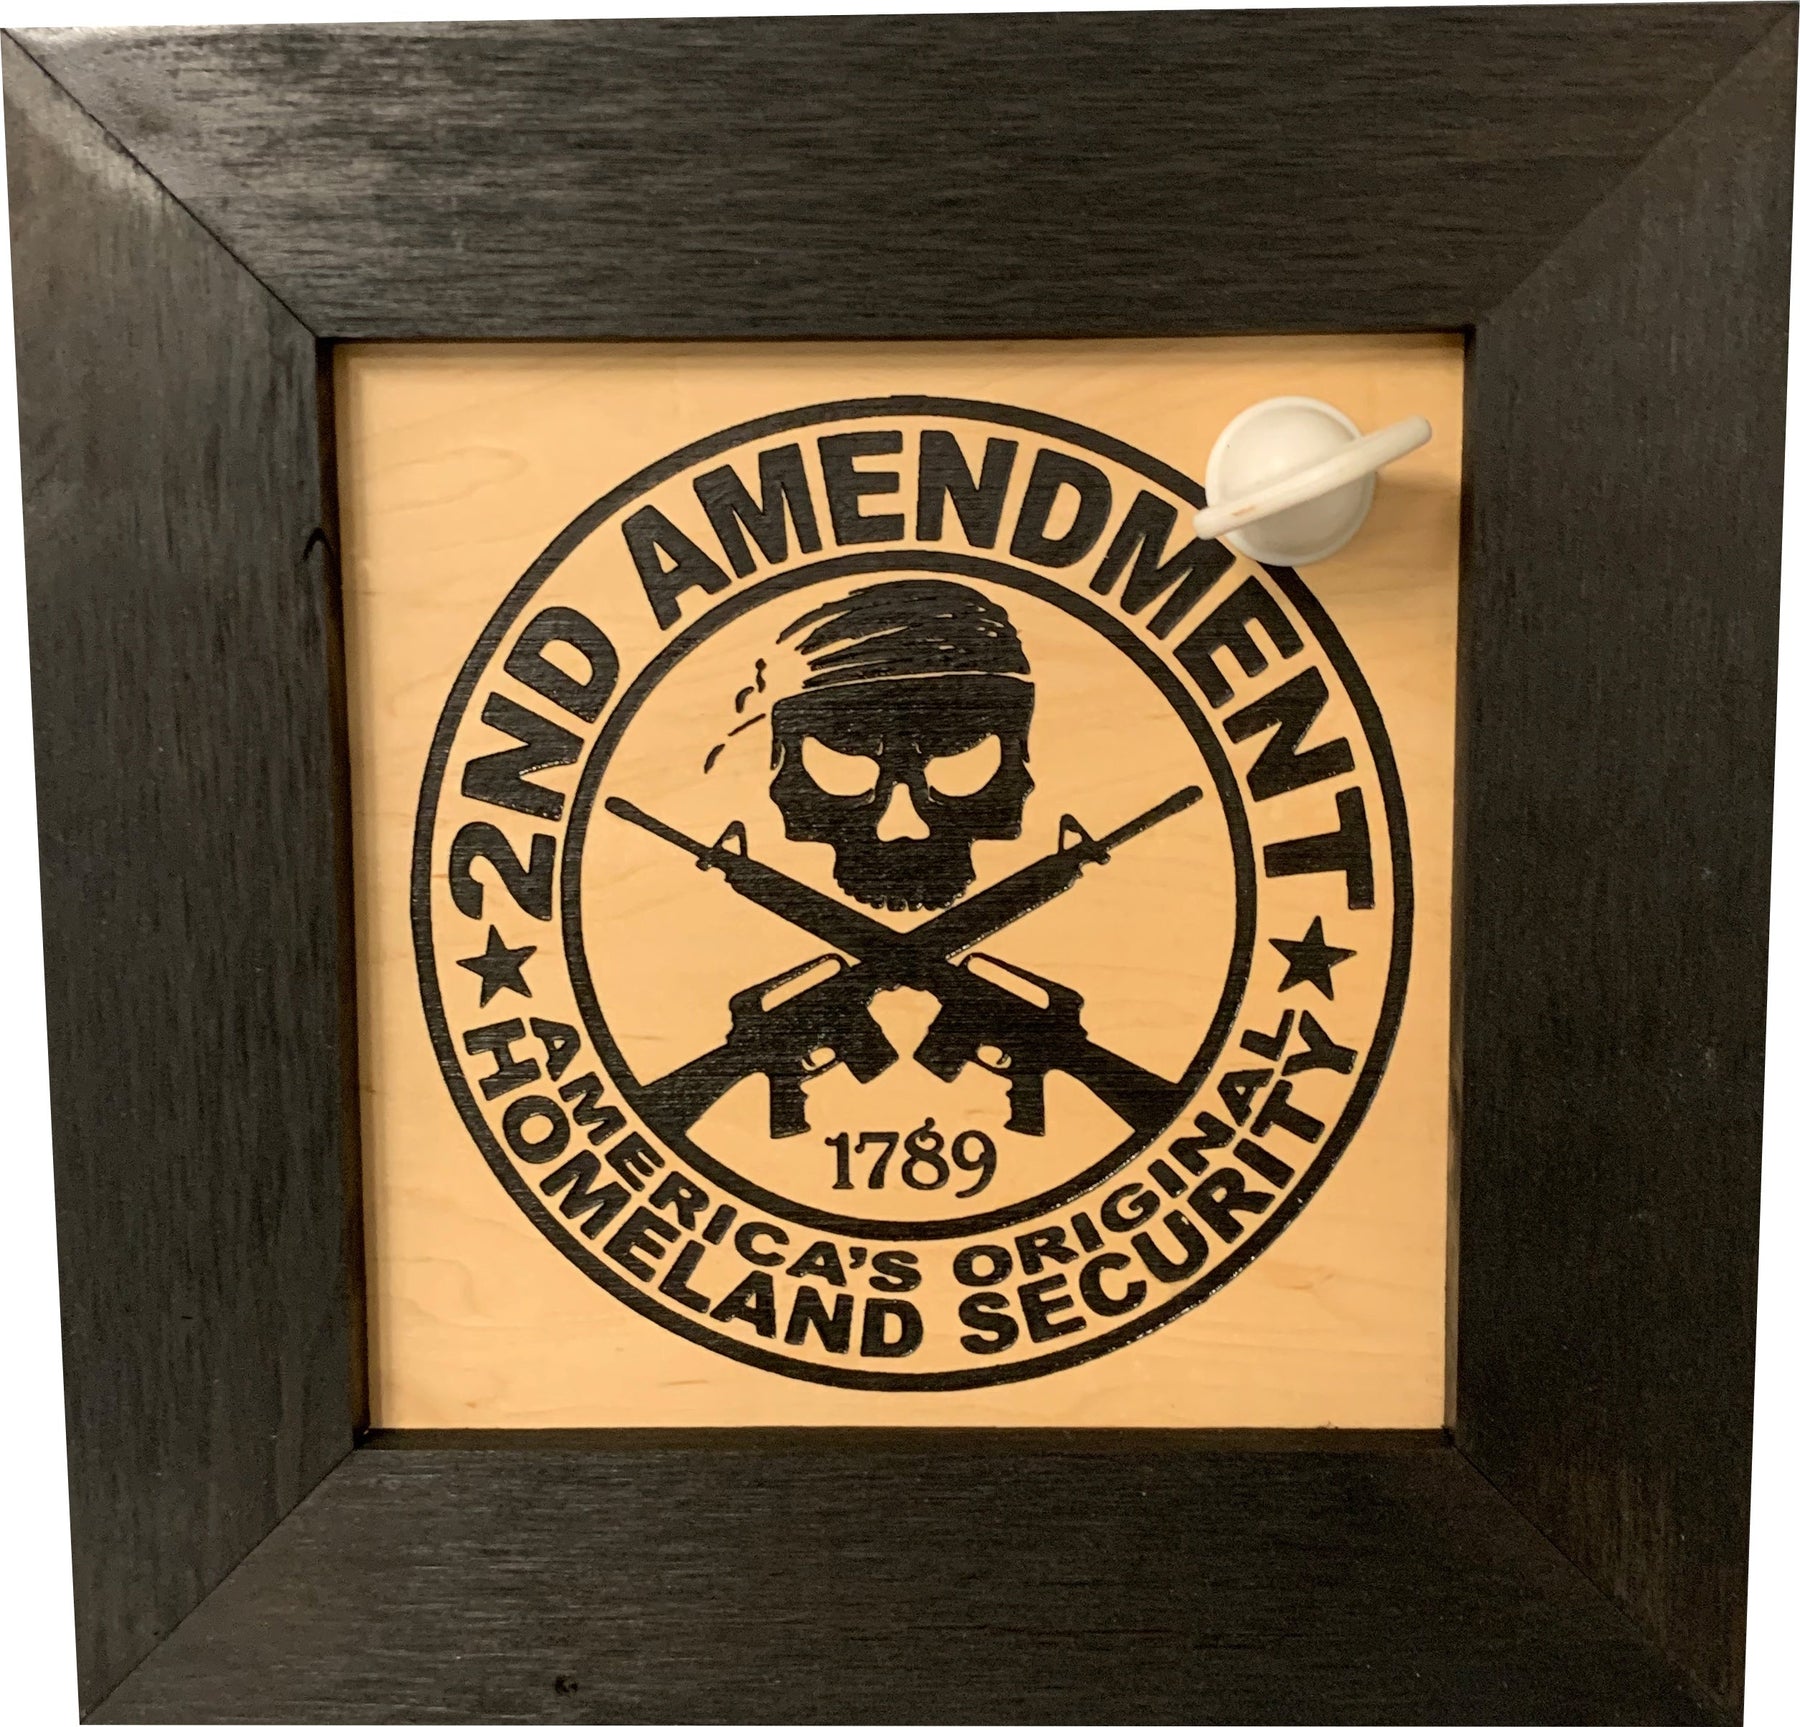 2ND AMENDMENT
1789
AMERICA'S ORIGINAL
HOMELAND SECURITY